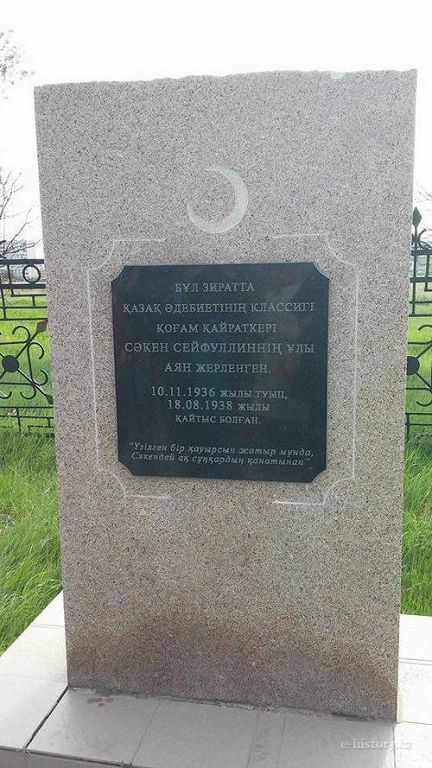 БҰЛ ЗИРАТТА
ҚАЗАҚ ӘДЕБИЕТІНІҢ КЛАССИГІ
ҚОҒАМ ҚАЙРАТКЕРІ
СӘКЕН СЕЙФУЛЛИННІҢ ҰЛЫ
АЯН ЖЕРЛЕНГЕН.
10.11.1936 ЖЫЛЫ ТУЫП,
18.08.1938 ЖЫЛЫ
ҚАЙТЫС БОЛҒАН.
"Үзілген бір қауырсын жатыр мұнда,
Сәкендей ақ сұңқардың қанатынан"
e-history.kz